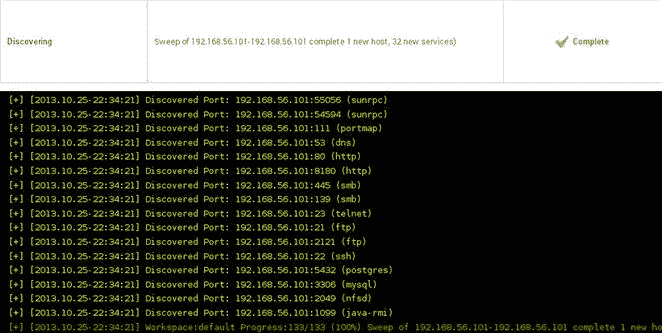 Discovering
Sweep of 192.168.56.101-192.168.56.101 complete 1 new host, 32 new services)
Complete
[+] [2013.10.25-22:34:21] Discovered Port: 192.168.56.101:55056 (sunrpc)
[+] [2013.10.25-22:34:21] Discovered Port: 192.168.56.101:54594 (sunrpc)
[+] [2013.10.25-22:34:21] Discovered Port: 192.168.56.101:111 (portmap)
[+] [2013.10.25-22:34:21] Discovered Port: 192.168.56.101:53 (dns)
[+] [2013.10.25-22:34:21] Discovered Port: 192.168.56.101:80 (http)
[+] [2013.10.25-22:34:21] Discovered Port: 192.168.56.101:8180 (http)
[+] [2013.10.25-22:34:21] Discovered Port: 192.168.56.101:445 (smb)
[+] [2013.10.25-22:34:21] Discovered Port: 192.168.56.101:139 (smb)
[+] [2013.10.25-22:34:21] Discovered Port: 192.168.56.101:23 (telnet)
[+] [2013.10.25-22:34:21] Discovered Port: 192.168.56.101:21 (ftp)
[+] [2013.10.25-22:34:21] Discovered Port: 192.168.56.101:2121 (ftp)
[+] [2013.10.25-22:34:21] Discovered Port: 192.168.56.101:22 (ssh)
[+] [2013.10.25-22:34:21] Discovered Port: 192.168.56.101:5432 (postgres)
[+] [2013.10.25-22:34:21] Discovered Port: 192.168.56.101:3306 (mysql)
[+] [2013.10.25-22:34:21] Discovered Port: 192.168.56.101:2049 (nfsd)
[+] [2013.10.25-22:34:21] Discovered Port: 192.168.56.101:1099 (java-rmi)
[+] [2013.10.25-22:34:21] Workspace:default Progress:133/133 (100%) Sweep of 192.168.56.101-192.168.56.101 complete 1 new ho